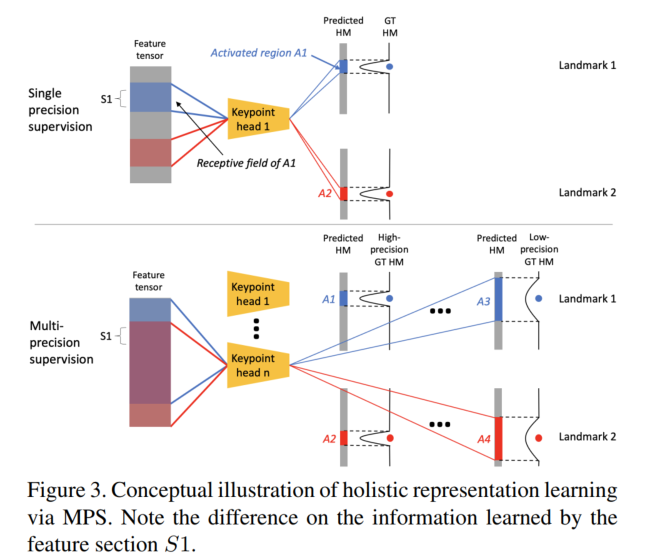 Predicted HM
GT HM
Feature tensor
Activated region A1
Landmark 1
Single precision supervision
S1
Keypoint head 1
Receptive field of A1
A2
Landmark 2
Predicted HM
High-precision GT HM
Predicted HM
Low-precision GT HM
Feature tensor
Keypoint head 1
A1
A3
Landmark 1
Multi-precision supervision
S1
Keypoint head n
A2
A4
Landmark 2
Figure 3. Conceptual illustration of holistic representation learning
via MPS. Note the difference on the information learned by the
feature section S1.